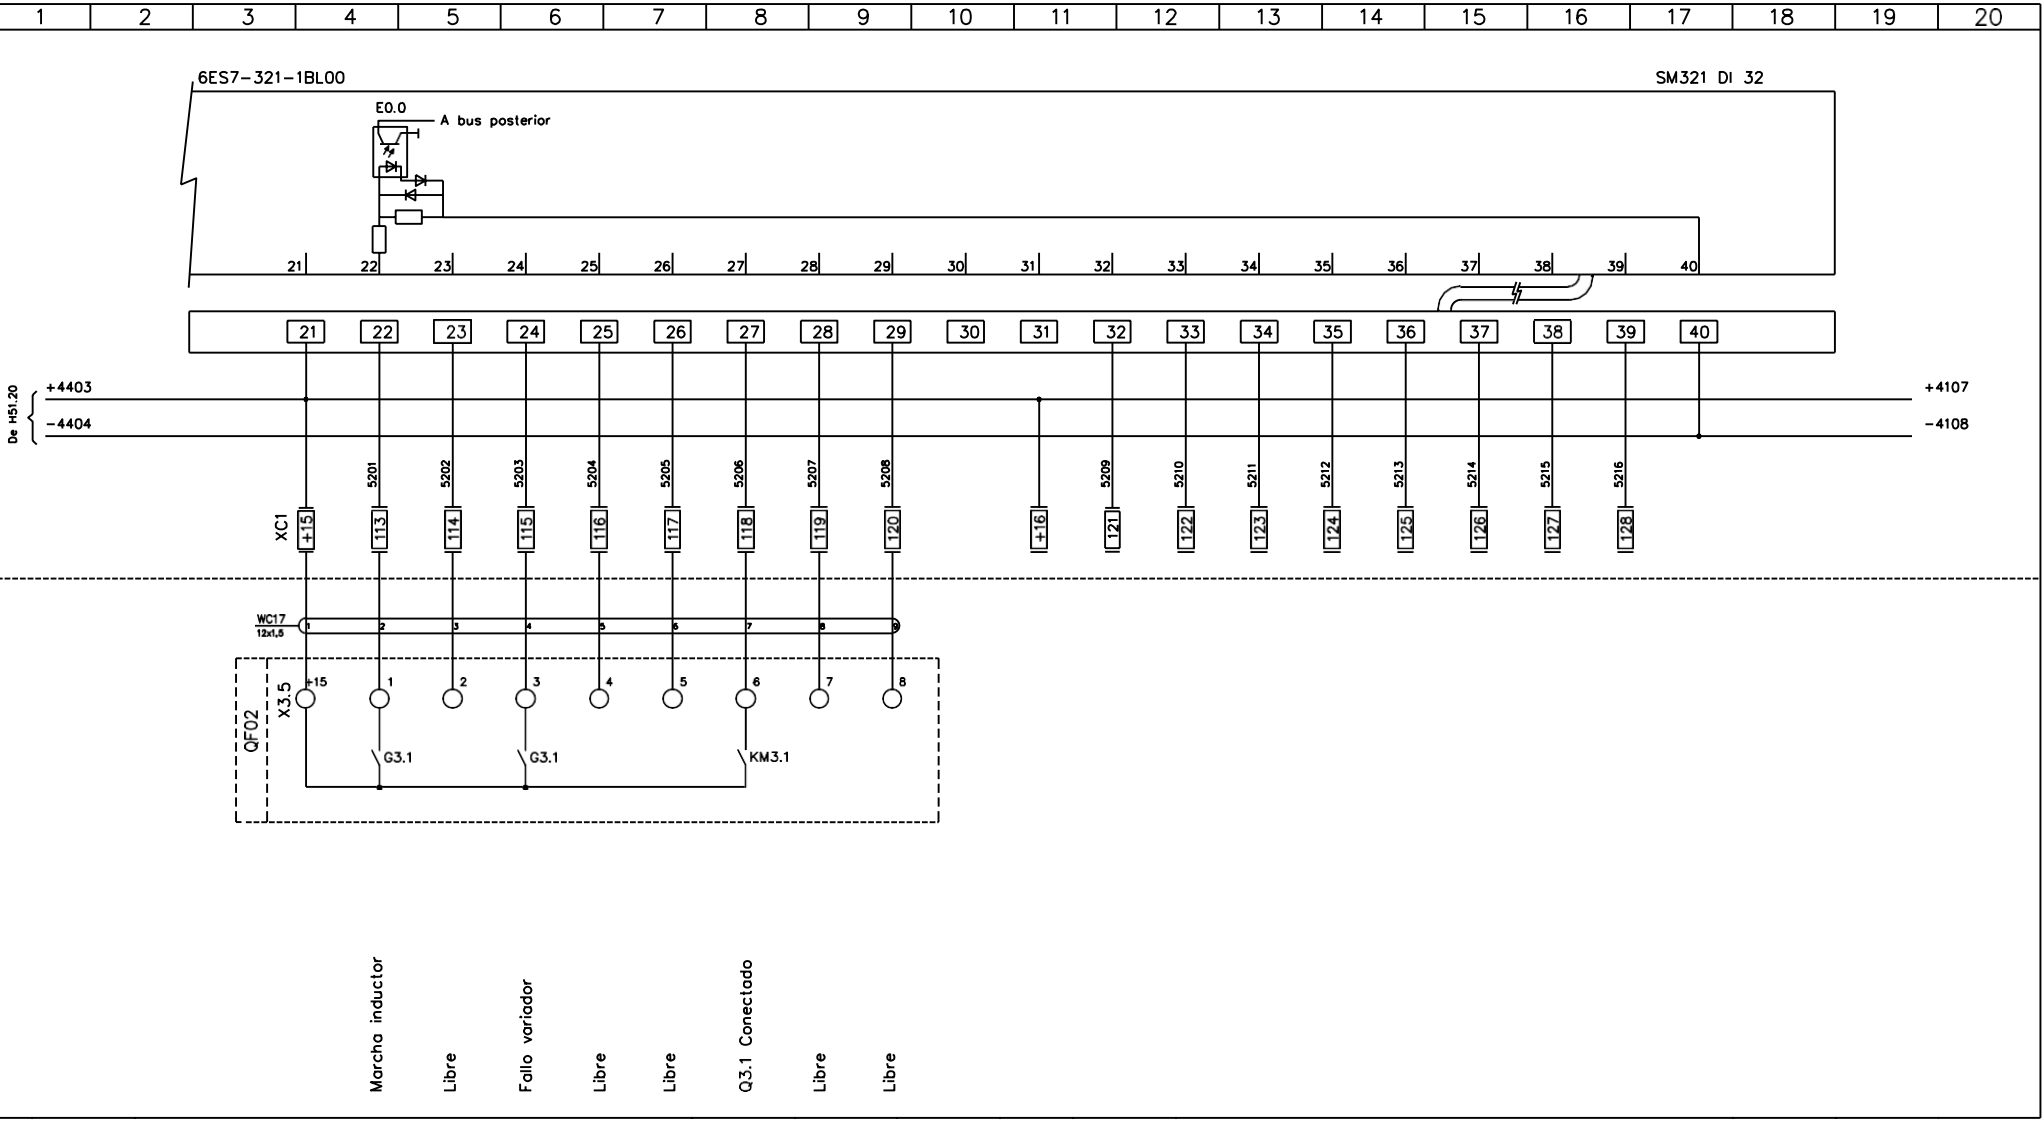 1 2 3 4 5 6 7 8 9 10 11 12 13 14 15 16 17 18 19 20
6ES7-321-1BL00 SM321 DI 32
E0.0
A bus posterior
21 22 23 24 25 26 27 28 29 30 31 32 33 34 35 36 37 38 39 40
21 22 23 24 25 26 27 28 29 30 31 32 33 34 35 36 37 38 39 40
De H51.20
+4403 +4107
-4404 -4108
5201 5202 5203 5204 5205 5206 5207 5208 5209 5210 5211 5212 5213 5214 5215 5216
XC1 +15 113 114 115 116 117 118 119 120 +16 121 122 123 124 125 126 127 128
WC17
12x1,5
1 2 3 4 5 6 7 8 9
QF02
X3.5
+15 1 2 3 4 5 6 7 8
G3.1 G3.1 KM3.1
Marcha inductor
Libre
Fallo variador
Libre
Libre
Q3.1 Conectado
Libre
Libre